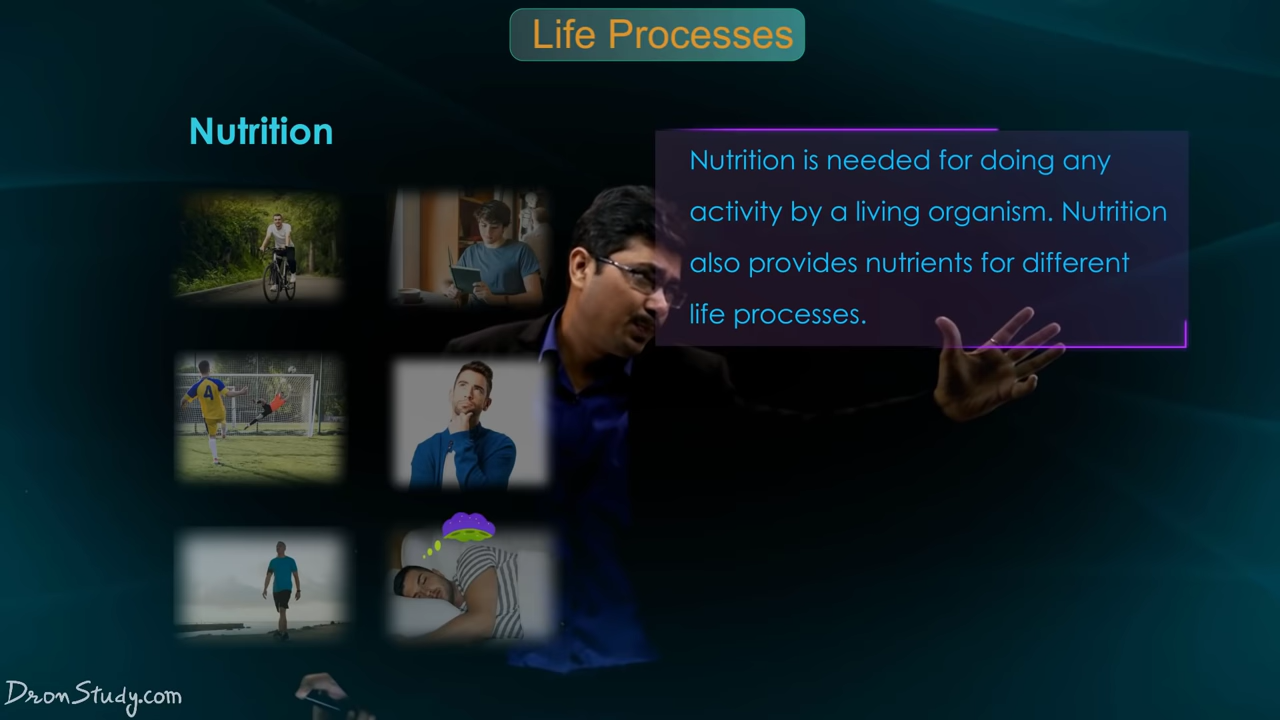 Life Processes
Nutrition
Nutrition is needed for doing any
activity by a living organism. Nutrition
also provides nutrients for different
life processes.
4
DronStudy.com